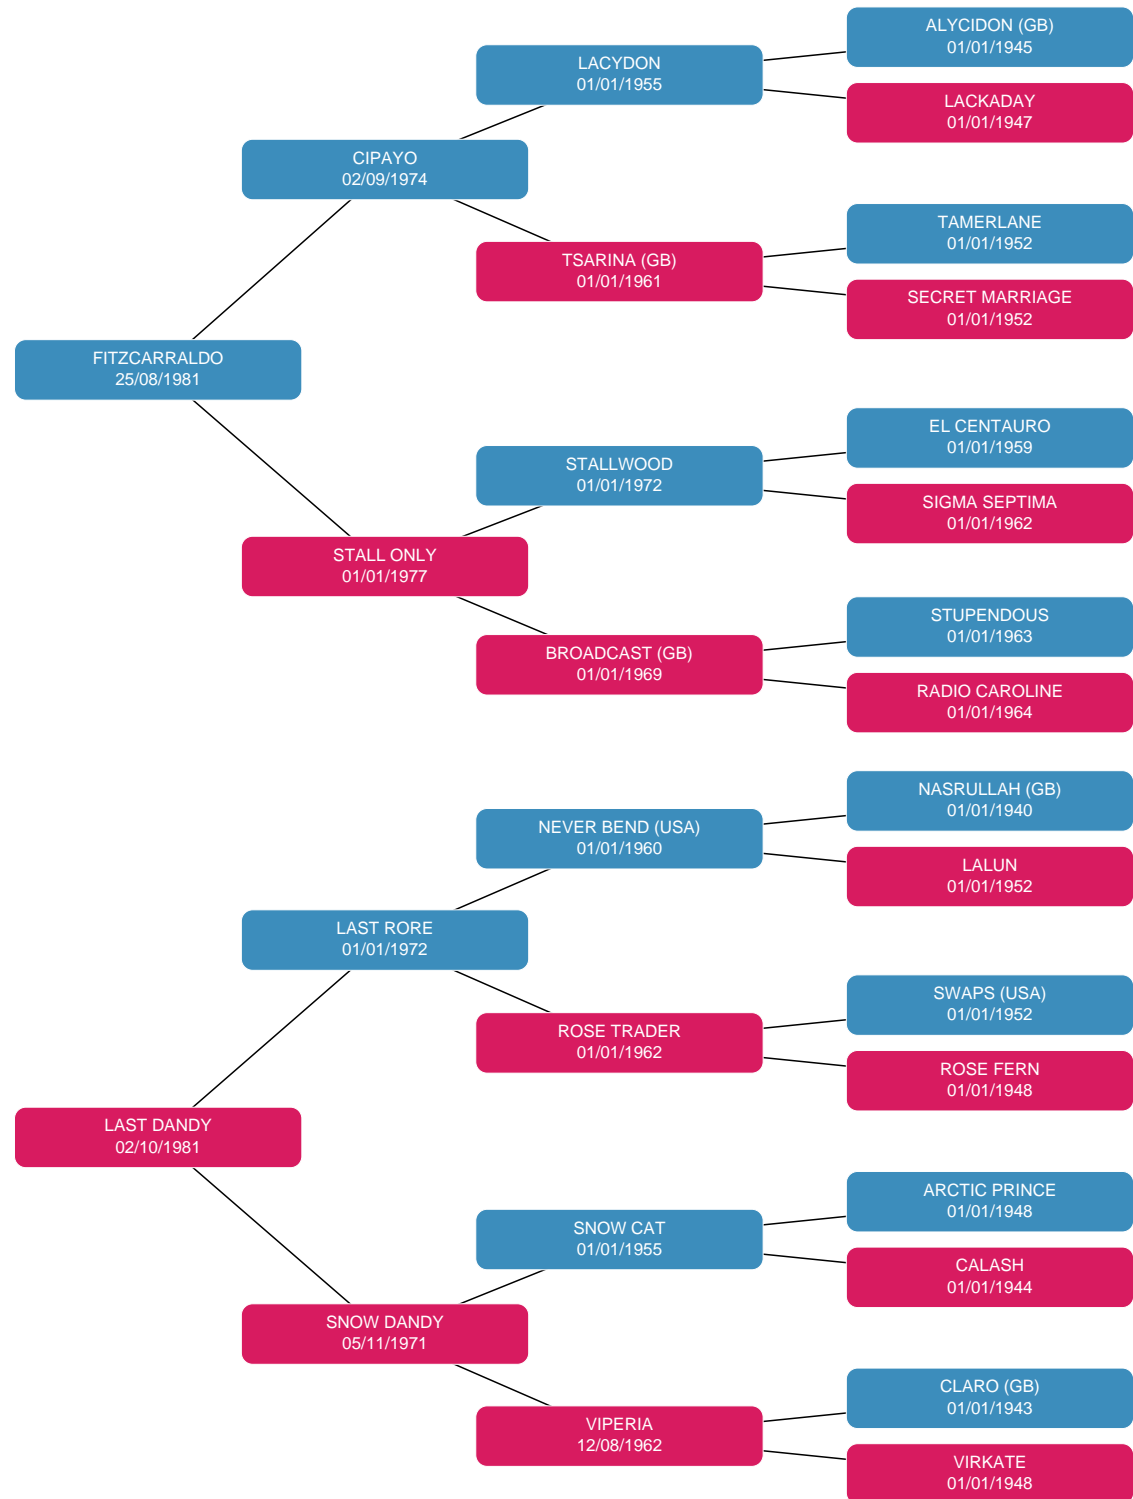 ALYCIDON (GB)
01/01/1945
LACYDON
01/01/1955
LACKADAY
01/01/1947
CIPAYO
02/09/1974
TAMERLANE
01/01/1952
TSARINA (GB)
01/01/1961
SECRET MARRIAGE
01/01/1952
FITZCARRALDO
25/08/1981
EL CENTAURO
01/01/1959
STALLWOOD
01/01/1972
SIGMA SEPTIMA
01/01/1962
STALL ONLY
01/01/1977
STUPENDOUS
01/01/1963
BROADCAST (GB)
01/01/1969
RADIO CAROLINE
01/01/1964
NASRULLAH (GB)
01/01/1940
NEVER BEND (USA)
01/01/1960
LALUN
01/01/1952
LAST RORE
01/01/1972
SWAPS (USA)
01/01/1952
ROSE TRADER
01/01/1962
ROSE FERN
01/01/1948
LAST DANDY
02/10/1981
ARCTIC PRINCE
01/01/1948
SNOW CAT
01/01/1955
CALASH
01/01/1944
SNOW DANDY
05/11/1971
CLARO (GB)
01/01/1943
VIPERIA
12/08/1962
VIRKATE
01/01/1948